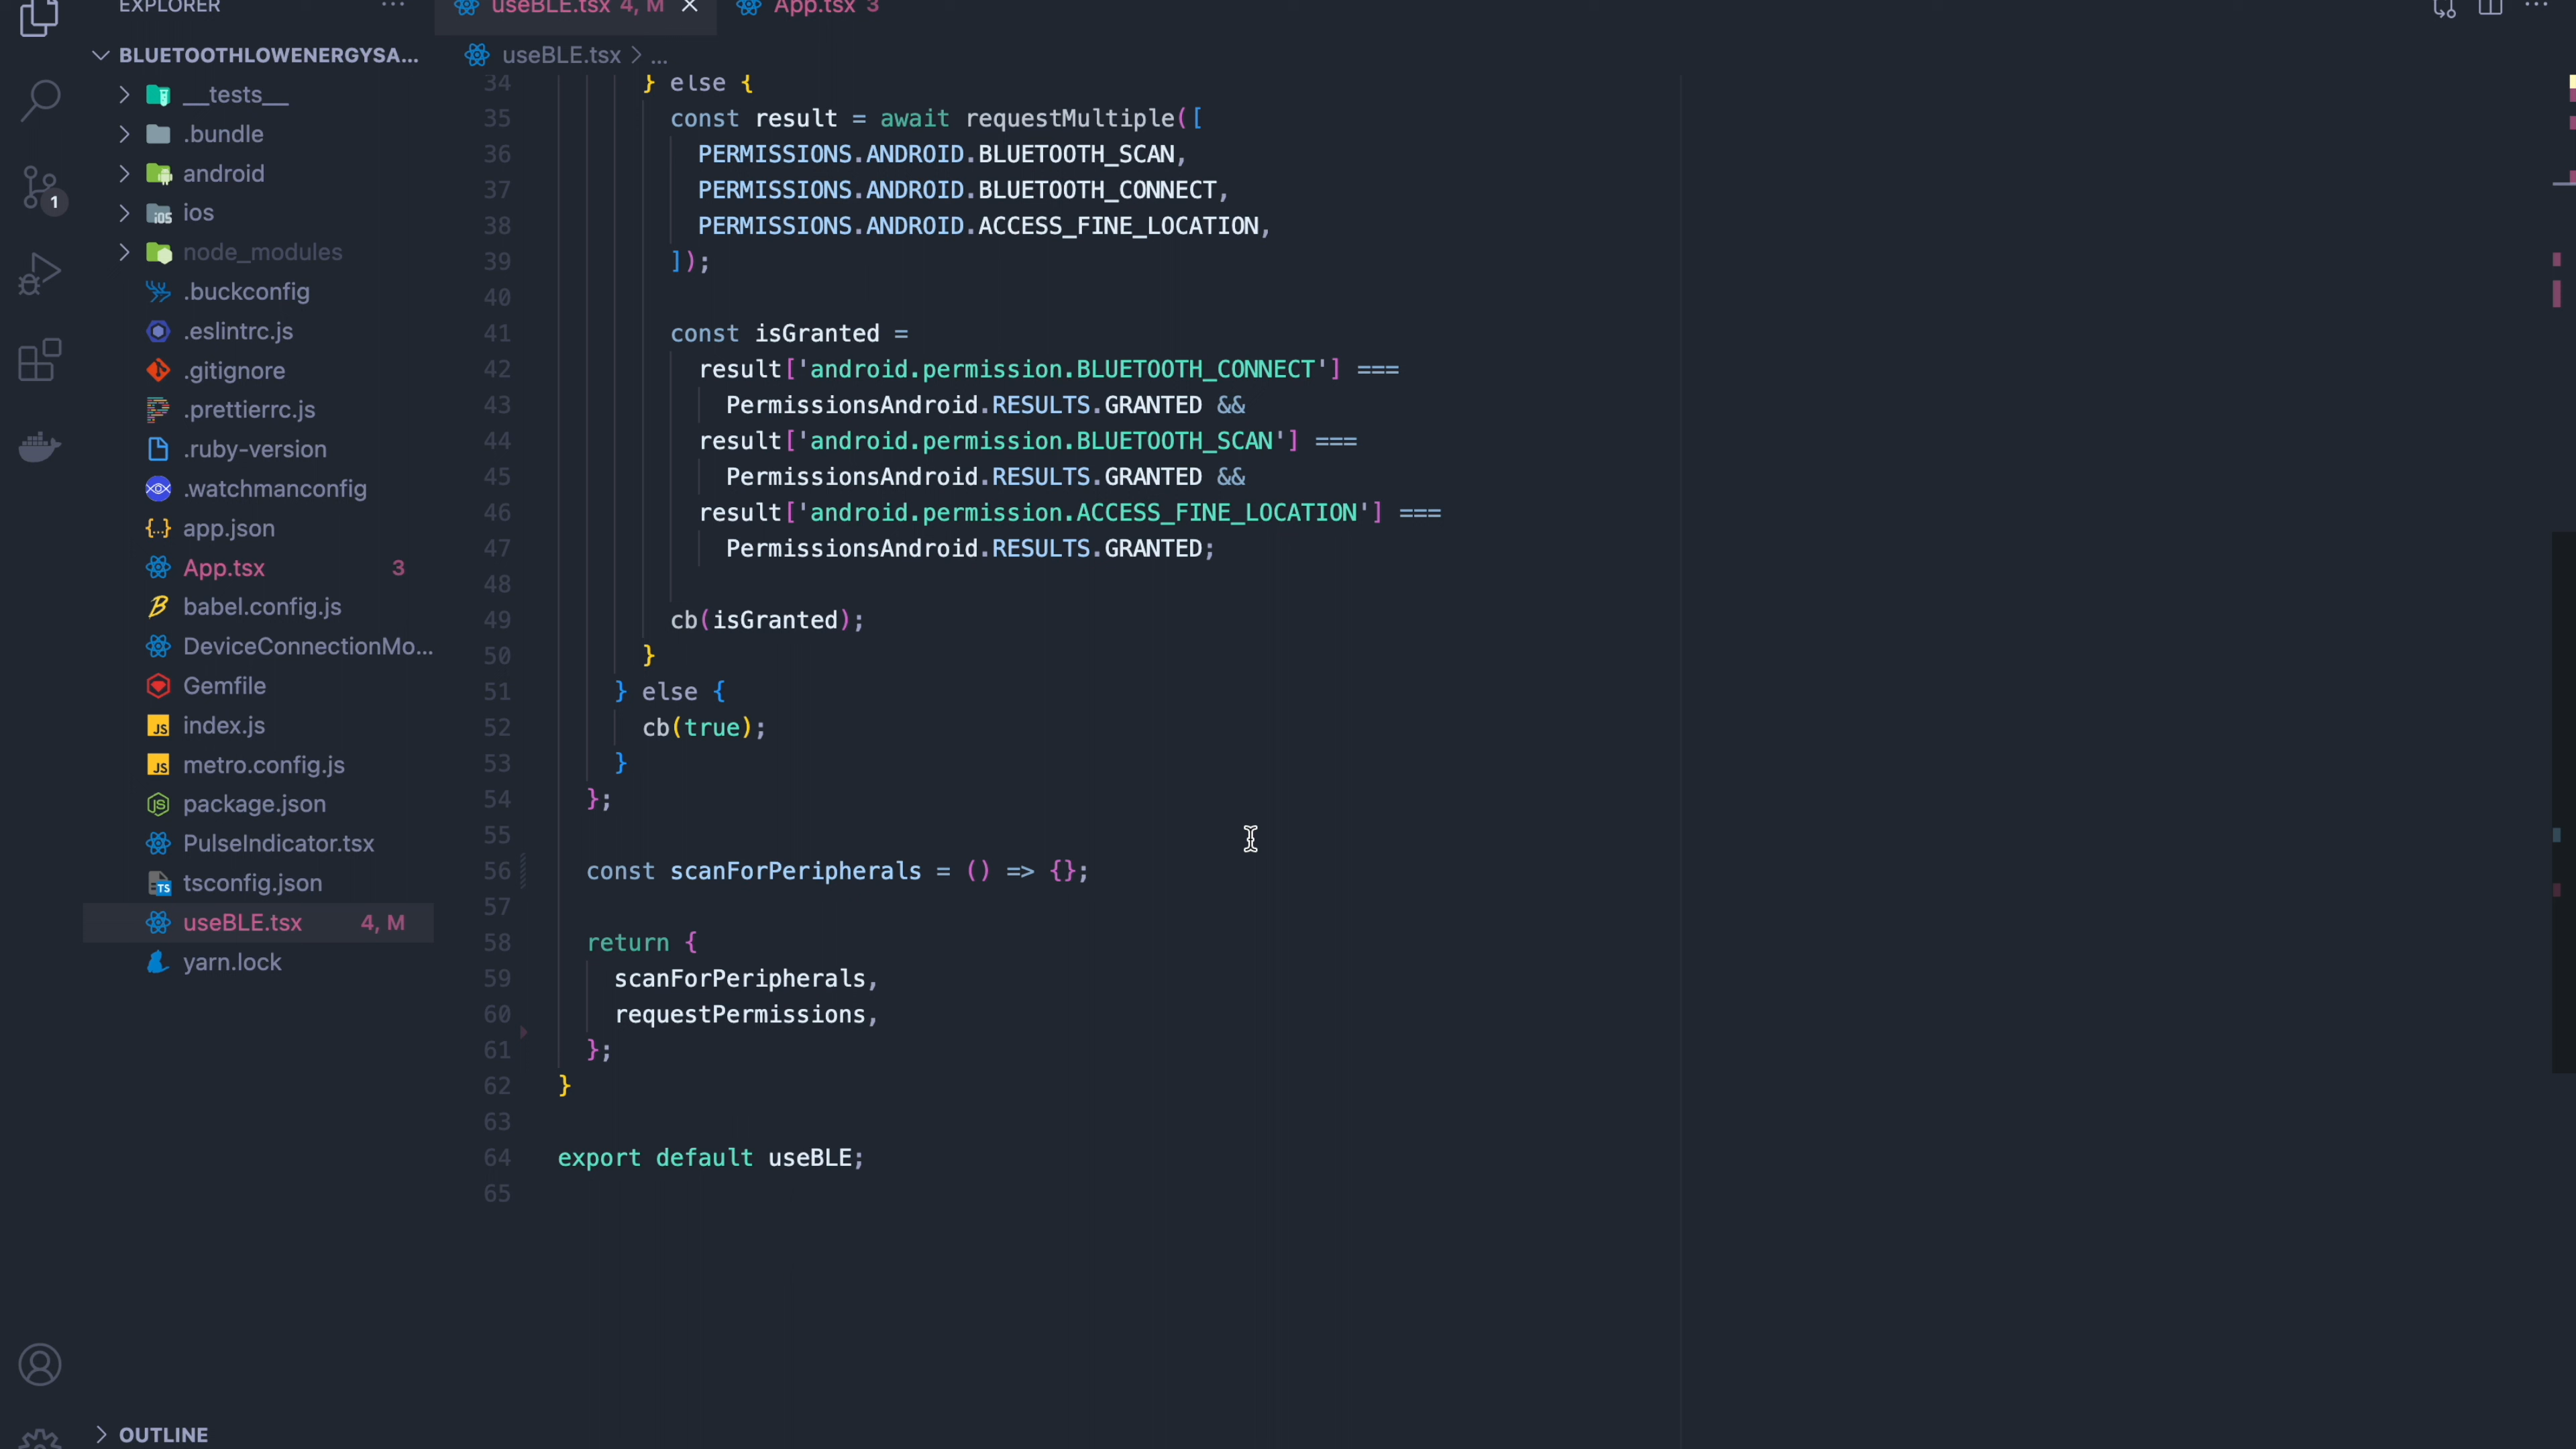 EXPLORER
useBLE.tsx 4, M
App.tsx 3
BLUETOOTHLOWENERGYSA...
useBLE.tsx > ...
__tests__
.bundle
android
ios
node_modules
.buckconfig
.eslintrc.js
.gitignore
.prettierrc.js
.ruby-version
.watchmanconfig
app.json
App.tsx 3
babel.config.js
DeviceConnectionMo...
Gemfile
index.js
metro.config.js
package.json
PulseIndicator.tsx
tsconfig.json
useBLE.tsx 4, M
yarn.lock
OUTLINE
1
34 } else {
35 const result = await requestMultiple([
36 PERMISSIONS.ANDROID.BLUETOOTH_SCAN,
37 PERMISSIONS.ANDROID.BLUETOOTH_CONNECT,
38 PERMISSIONS.ANDROID.ACCESS_FINE_LOCATION,
39 ]);
40
41 const isGranted =
42 result['android.permission.BLUETOOTH_CONNECT'] ===
43 PermissionsAndroid.RESULTS.GRANTED &&
44 result['android.permission.BLUETOOTH_SCAN'] ===
45 PermissionsAndroid.RESULTS.GRANTED &&
46 result['android.permission.ACCESS_FINE_LOCATION'] ===
47 PermissionsAndroid.RESULTS.GRANTED;
48
49 cb(isGranted);
50 }
51 } else {
52 cb(true);
53 }
54 };
55
56 const scanForPeripherals = () => {};
57
58 return {
59 scanForPeripherals,
60 requestPermissions,
61 };
62 }
63
64 export default useBLE;
65